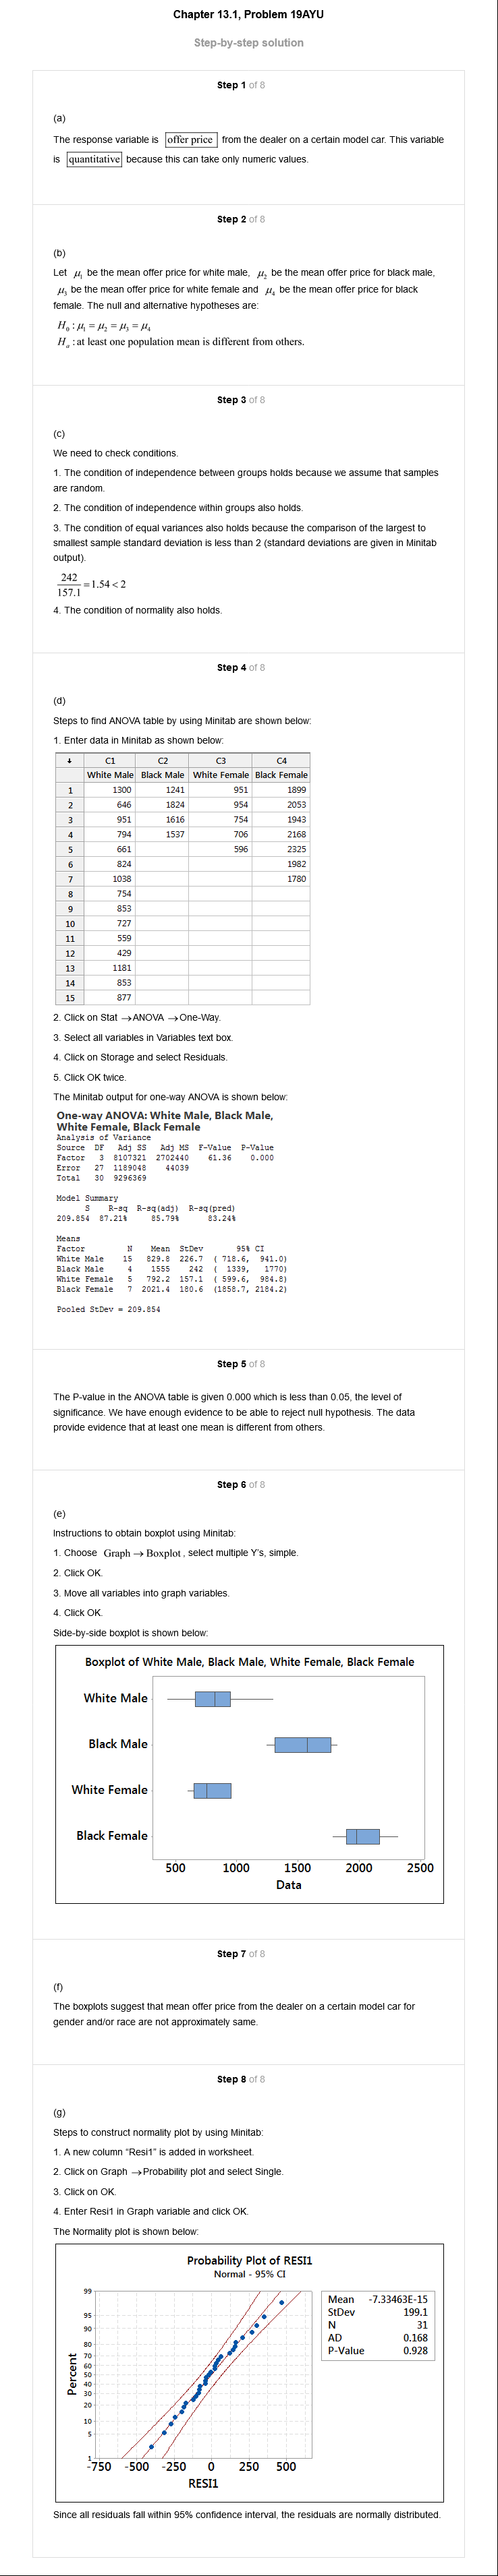 Chapter 13.1, Problem 19AYU
Step-by-step solution
Step 1 of 8
(a)
The response variable is offer price from the dealer on a certain model car. This variable
is quantitative because this can take only numeric values.
Step 2 of 8
(b)
Let μ₁ be the mean offer price for white male, μ₂ be the mean offer price for black male,
μ₃ be the mean offer price for white female and μ₄ be the mean offer price for black
female. The null and alternative hypotheses are:
H₀ : μ₁ = μ₂ = μ₃ = μ₄
Hₐ : at least one population mean is different from others.
Step 3 of 8
(c)
We need to check conditions.
1. The condition of independence between groups holds because we assume that samples
are random.
2. The condition of independence within groups also holds.
3. The condition of equal variances also holds because the comparison of the largest to
smallest sample standard deviation is less than 2 (standard deviations are given in Minitab
output).
242/157.1 = 1.54 < 2
4. The condition of normality also holds.
Step 4 of 8
(d)
Steps to find ANOVA table by using Minitab are shown below:
1. Enter data in Minitab as shown below:
↓ C1 C2 C3 C4
White Male Black Male White Female Black Female
1 1300 1241 951 1899
2 646 1824 954 2053
3 951 1616 754 1943
4 794 1537 706 2168
5 661 596 2325
6 824 1982
7 1038 1780
8 754
9 853
10 727
11 559
12 429
13 1181
14 853
15 877
2. Click on Stat →ANOVA →One-Way.
3. Select all variables in Variables text box.
4. Click on Storage and select Residuals.
5. Click OK twice.
The Minitab output for one-way ANOVA is shown below:
One-way ANOVA: White Male, Black Male,
White Female, Black Female
Analysis of Variance
Source DF Adj SS Adj MS F-Value P-Value
Factor 3 8107321 2702440 61.36 0.000
Error 27 1189048 44039
Total 30 9296369
Model Summary
S R-sq R-sq(adj) R-sq(pred)
209.854 87.21% 85.79% 83.24%
Means
Factor N Mean StDev 95% CI
White Male 15 829.8 226.7 ( 718.6, 941.0)
Black Male 4 1555 242 ( 1339, 1770)
White Female 5 792.2 157.1 ( 599.6, 984.8)
Black Female 7 2021.4 180.6 (1858.7, 2184.2)
Pooled StDev = 209.854
Step 5 of 8
The P-value in the ANOVA table is given 0.000 which is less than 0.05, the level of
significance. We have enough evidence to be able to reject null hypothesis. The data
provide evidence that at least one mean is different from others.
Step 6 of 8
(e)
Instructions to obtain boxplot using Minitab:
1. Choose Graph → Boxplot, select multiple Y's, simple.
2. Click OK.
3. Move all variables into graph variables.
4. Click OK.
Side-by-side boxplot is shown below:
Boxplot of White Male, Black Male, White Female, Black Female
White Male
Black Male
White Female
Black Female
500 1000 1500 2000 2500
Data
Step 7 of 8
(f)
The boxplots suggest that mean offer price from the dealer on a certain model car for
gender and/or race are not approximately same.
Step 8 of 8
(g)
Steps to construct normality plot by using Minitab:
1. A new column "Resi1" is added in worksheet.
2. Click on Graph →Probability plot and select Single.
3. Click on OK.
4. Enter Resi1 in Graph variable and click OK.
The Normality plot is shown below:
Probability Plot of RESI1
Normal - 95% CI
Mean -7.33463E-15
StDev 199.1
N 31
AD 0.168
P-Value 0.928
Percent
99
95
90
80
70
60
50
40
30
20
10
5
1
-750 -500 -250 0 250 500
RESI1
Since all residuals fall within 95% confidence interval, the residuals are normally distributed.